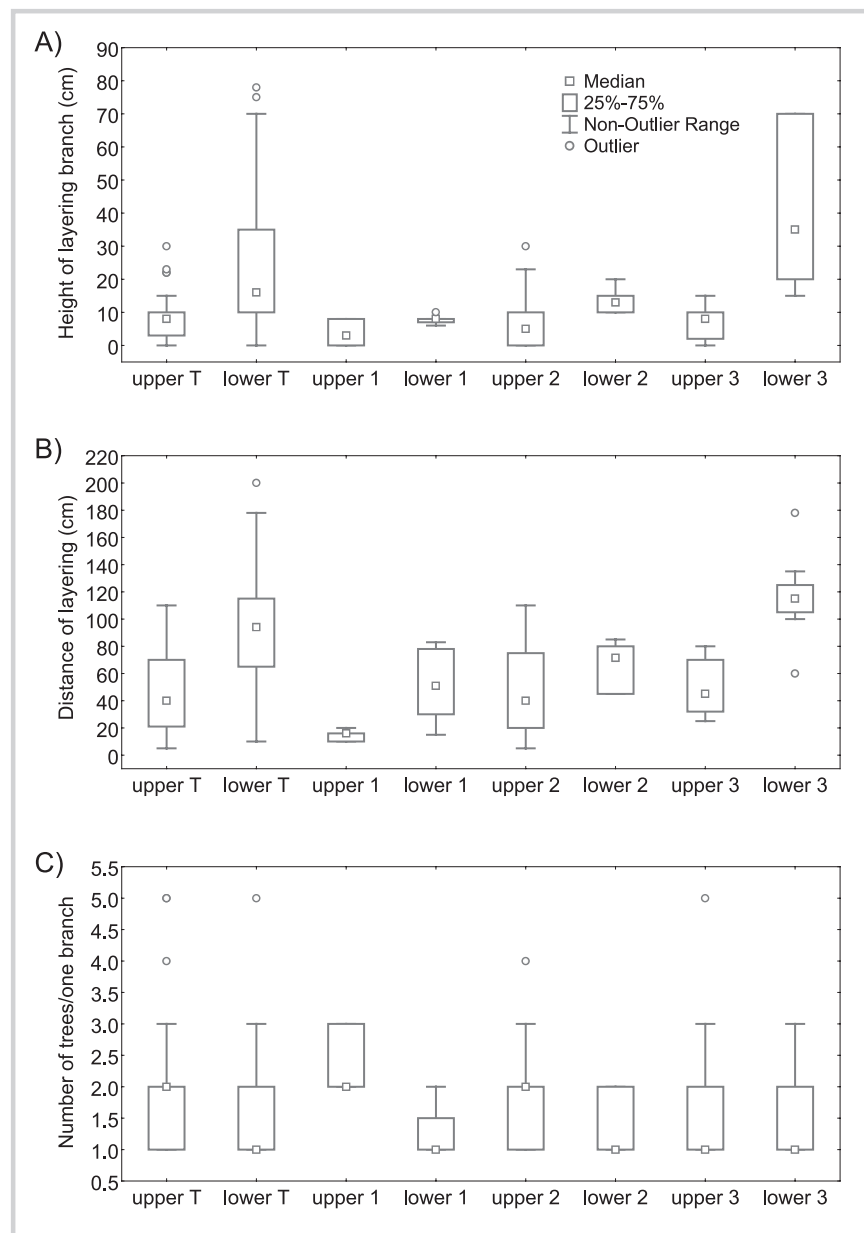 A)
Height of layering branch (cm)
90
80
70
60
50
40
30
20
10
0
Median
25%-75%
Non-Outlier Range
Outlier
upper T lower T upper 1 lower 1 upper 2 lower 2 upper 3 lower 3
B)
Distance of layering (cm)
220
200
180
160
140
120
100
80
60
40
20
0
upper T lower T upper 1 lower 1 upper 2 lower 2 upper 3 lower 3
C)
Number of trees/one branch
5.5
5.0
4.5
4.0
3.5
3.0
2.5
2.0
1.5
1.0
0.5
upper T lower T upper 1 lower 1 upper 2 lower 2 upper 3 lower 3